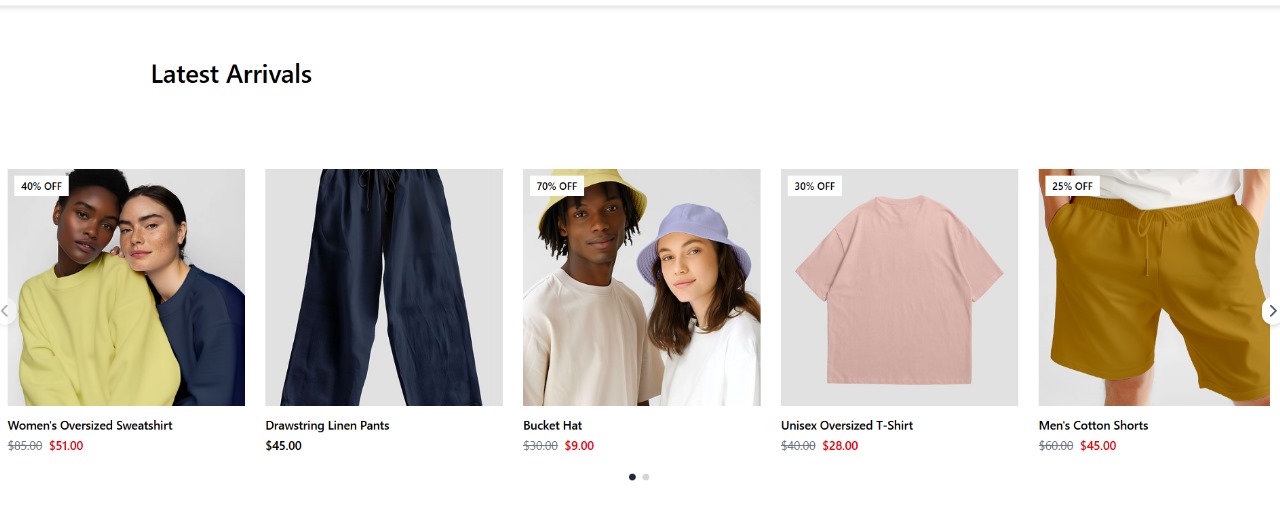 Latest Arrivals
40% OFF
70% OFF
30% OFF
25% OFF
Women's Oversized Sweatshirt
Drawstring Linen Pants
Bucket Hat
Unisex Oversized T-Shirt
Men's Cotton Shorts
$85.00 $51.00
$45.00
$30.00 $9.00
$40.00 $28.00
$60.00 $45.00